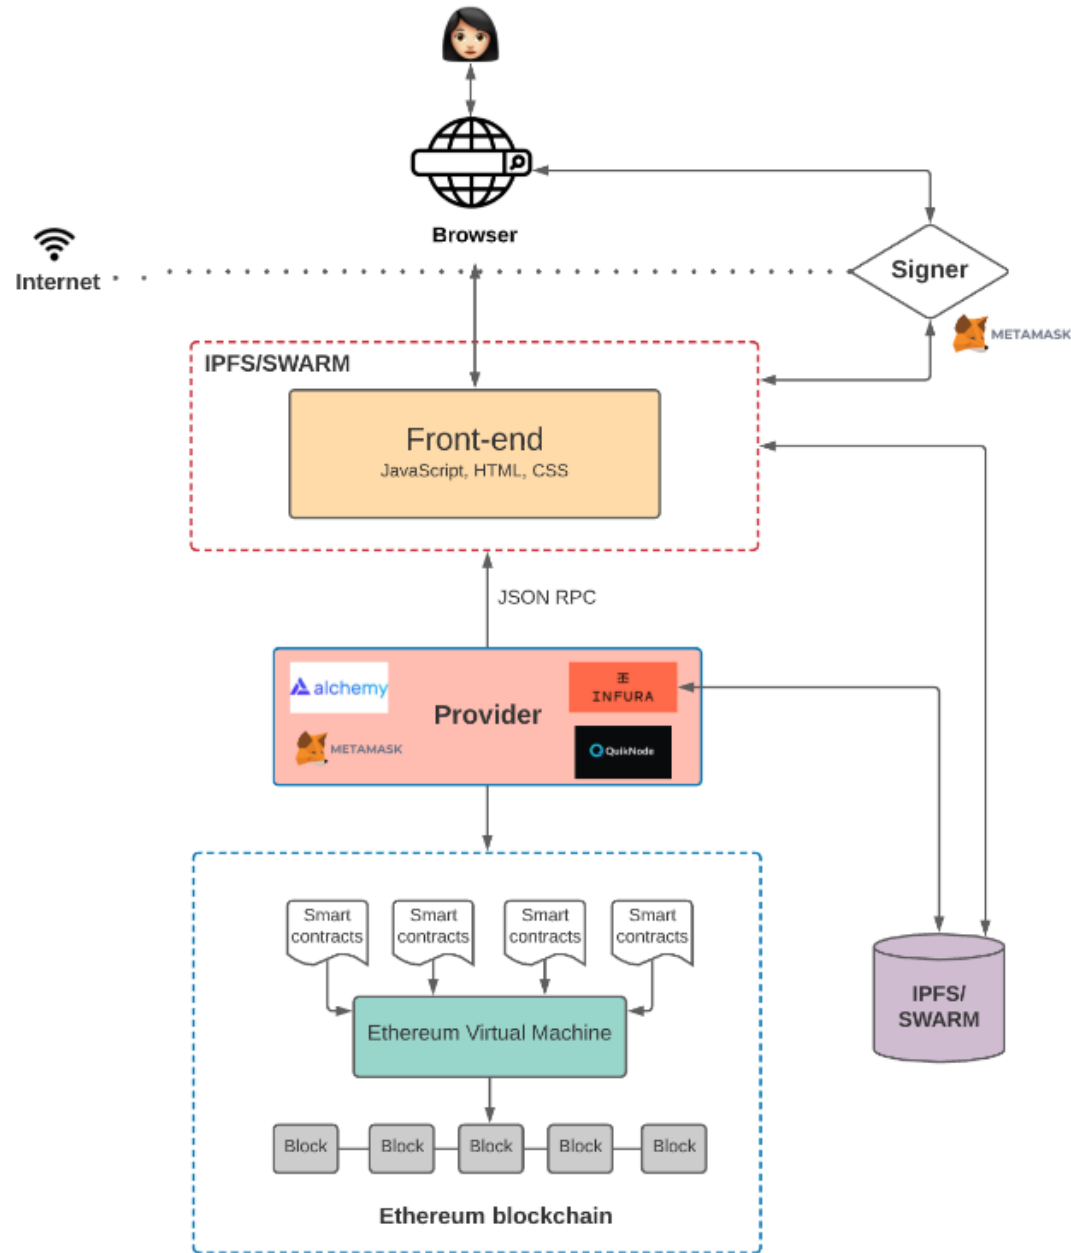 Browser
Internet
Signer
METAMASK
IPFS/SWARM
Front-end
JavaScript, HTML, CSS
JSON RPC
alchemy
INFURA
Provider
METAMASK
QuikNode
Smart
contracts
Smart
contracts
Smart
contracts
Smart
contracts
IPFS/
SWARM
Ethereum Virtual Machine
Block
Block
Block
Block
Block
Ethereum blockchain